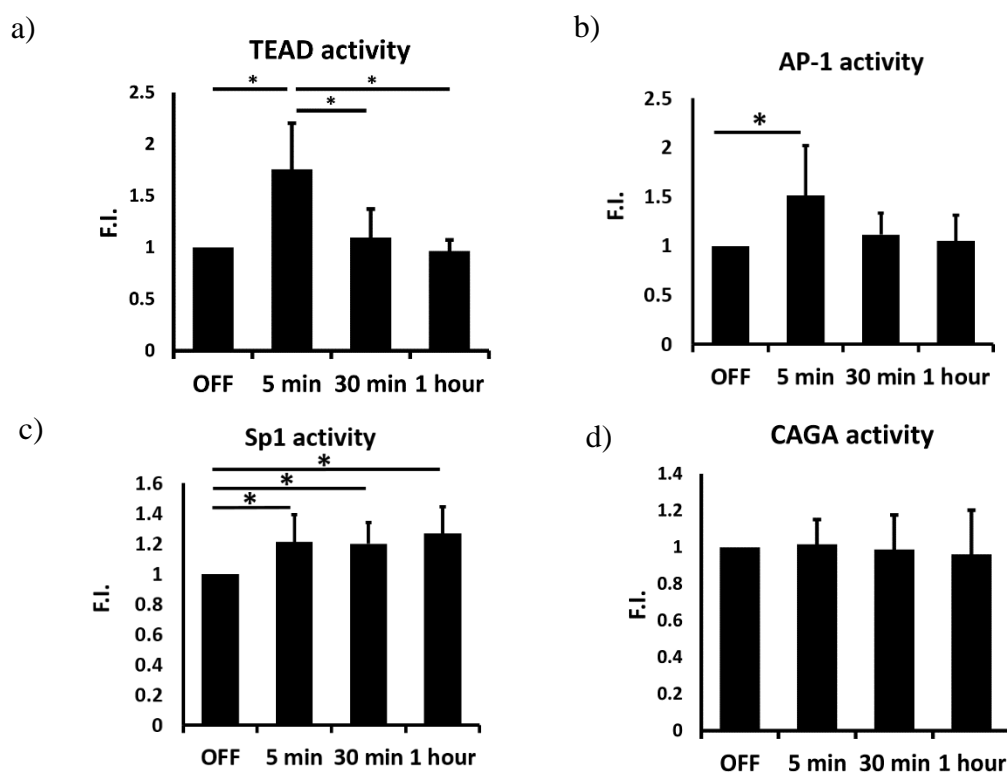 a)
TEAD activity
*
*
*
2.5
2
1.5
1
0.5
0
F.I.
OFF 5 min 30 min 1 hour
b)
AP-1 activity
*
2.5
2
1.5
1
0.5
0
F.I.
OFF 5 min 30 min 1 hour
c)
Sp1 activity
*
*
*
1.6
1.4
1.2
1
0.8
0.6
0.4
0.2
0
F.I.
OFF 5 min 30 min 1 hour
d)
CAGA activity
1.4
1.2
1
0.8
0.6
0.4
0.2
0
F.I.
OFF 5 min 30 min 1 hour